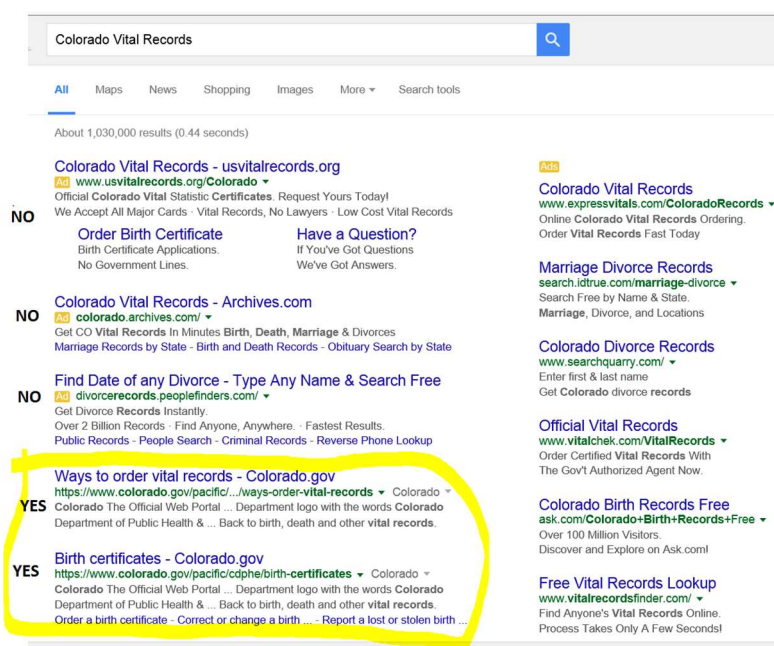 Colorado Vital Records
All Maps News Shopping Images More Search tools
About 1,030,000 results (0.44 seconds)
Colorado Vital Records - usvitalrecords.org
Ad www.usvitalrecords.org/Colorado
Official Colorado Vital Statistic Certificates. Request Yours Today!
NO
We Accept All Major Cards · Vital Records, No Lawyers · Low Cost Vital Records
Order Birth Certificate
Birth Certificate Applications.
No Government Lines.
Have a Question?
If You've Got Questions
We've Got Answers.
Colorado Vital Records - Archives.com
NO
Ad colorado.archives.com/
Get CO Vital Records In Minutes Birth, Death, Marriage & Divorces
Marriage Records by State - Birth and Death Records - Obituary Search by State
Find Date of any Divorce - Type Any Name & Search Free
NO
Ad divorcerecords.peoplefinders.com/
Get Divorce Records Instantly.
Over 2 Billion Records · Find Anyone, Anywhere. · Fastest Results.
Public Records - People Search - Criminal Records - Reverse Phone Lookup
Ways to order vital records - Colorado.gov
https://www.colorado.gov/pacific/.../ways-order-vital-records Colorado
YES
Colorado The Official Web Portal ... Department logo with the words Colorado
Department of Public Health & ... Back to birth, death and other vital records.
Birth certificates - Colorado.gov
YES
https://www.colorado.gov/pacific/cdphe/birth-certificates Colorado
Colorado The Official Web Portal ... Department logo with the words Colorado
Department of Public Health & ... Back to birth, death and other vital records.
Order a birth certificate - Correct or change a birth ... - Report a lost or stolen birth ...
Ads
Colorado Vital Records
www.expressvitals.com/ColoradoRecords
Online Colorado Vital Records Ordering.
Order Vital Records Fast Today
Marriage Divorce Records
search.idtrue.com/marriage-divorce
Search Free by Name & State.
Marriage, Divorce, and Locations
Colorado Divorce Records
www.searchquarry.com/
Enter first & last name
Get Colorado divorce records
Official Vital Records
www.vitalchek.com/VitalRecords
Order Certified Vital Records With
The Gov't Authorized Agent Now.
Colorado Birth Records Free
ask.com/Colorado+Birth+Records+Free
Over 100 Million Visitors.
Discover and Explore on Ask.com!
Free Vital Records Lookup
www.vitalrecordsfinder.com/
Find Anyone's Vital Records Online.
Process Takes Only A Few Seconds!